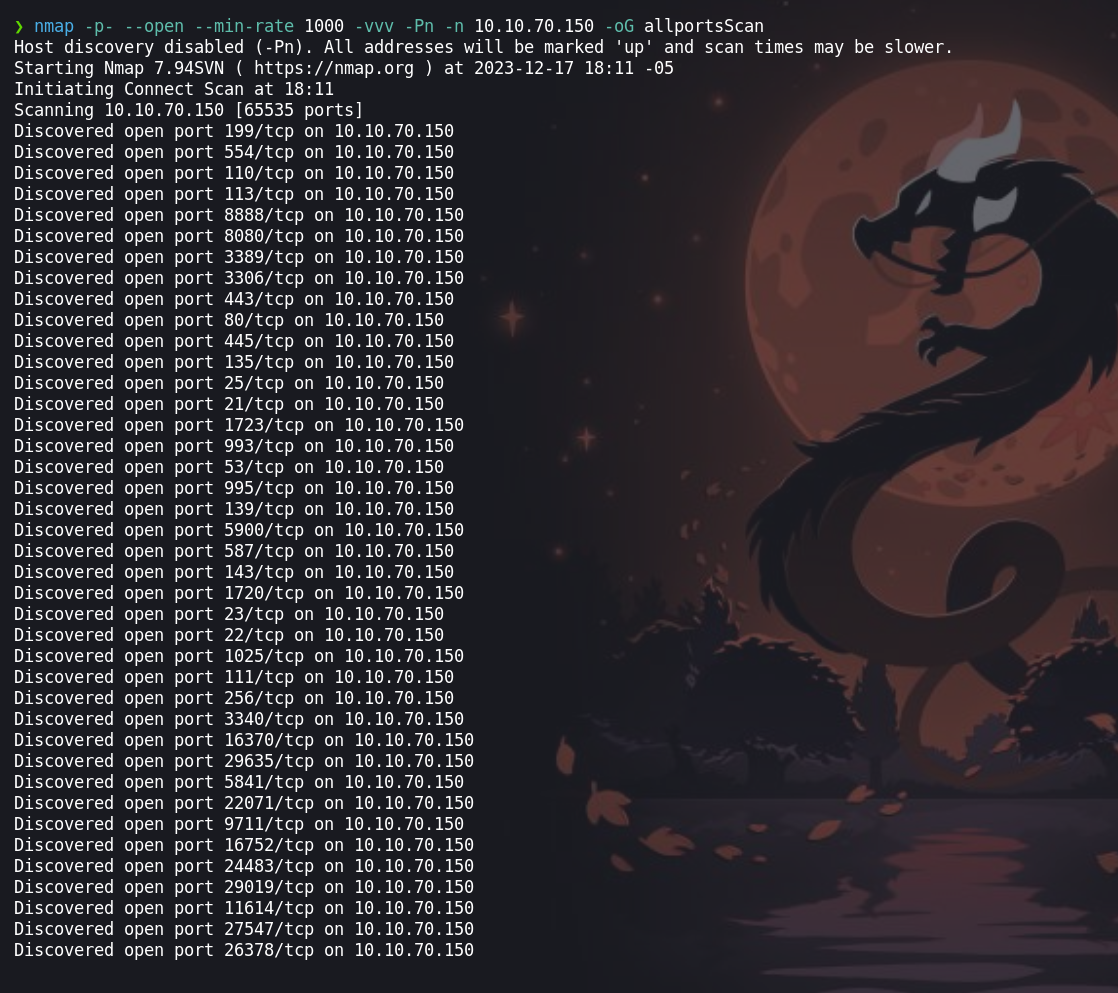 ❯ nmap -p- --open --min-rate 1000 -vvv -Pn -n 10.10.70.150 -oG allportsScan
Host discovery disabled (-Pn). All addresses will be marked 'up' and scan times may be slower.
Starting Nmap 7.94SVN ( https://nmap.org ) at 2023-12-17 18:11 -05
Initiating Connect Scan at 18:11
Scanning 10.10.70.150 [65535 ports]
Discovered open port 199/tcp on 10.10.70.150
Discovered open port 554/tcp on 10.10.70.150
Discovered open port 110/tcp on 10.10.70.150
Discovered open port 113/tcp on 10.10.70.150
Discovered open port 8888/tcp on 10.10.70.150
Discovered open port 8080/tcp on 10.10.70.150
Discovered open port 3389/tcp on 10.10.70.150
Discovered open port 3306/tcp on 10.10.70.150
Discovered open port 443/tcp on 10.10.70.150
Discovered open port 80/tcp on 10.10.70.150
Discovered open port 445/tcp on 10.10.70.150
Discovered open port 135/tcp on 10.10.70.150
Discovered open port 25/tcp on 10.10.70.150
Discovered open port 21/tcp on 10.10.70.150
Discovered open port 1723/tcp on 10.10.70.150
Discovered open port 993/tcp on 10.10.70.150
Discovered open port 53/tcp on 10.10.70.150
Discovered open port 995/tcp on 10.10.70.150
Discovered open port 139/tcp on 10.10.70.150
Discovered open port 5900/tcp on 10.10.70.150
Discovered open port 587/tcp on 10.10.70.150
Discovered open port 143/tcp on 10.10.70.150
Discovered open port 1720/tcp on 10.10.70.150
Discovered open port 23/tcp on 10.10.70.150
Discovered open port 22/tcp on 10.10.70.150
Discovered open port 1025/tcp on 10.10.70.150
Discovered open port 111/tcp on 10.10.70.150
Discovered open port 256/tcp on 10.10.70.150
Discovered open port 3340/tcp on 10.10.70.150
Discovered open port 16370/tcp on 10.10.70.150
Discovered open port 29635/tcp on 10.10.70.150
Discovered open port 5841/tcp on 10.10.70.150
Discovered open port 22071/tcp on 10.10.70.150
Discovered open port 9711/tcp on 10.10.70.150
Discovered open port 16752/tcp on 10.10.70.150
Discovered open port 24483/tcp on 10.10.70.150
Discovered open port 29019/tcp on 10.10.70.150
Discovered open port 11614/tcp on 10.10.70.150
Discovered open port 27547/tcp on 10.10.70.150
Discovered open port 26378/tcp on 10.10.70.150